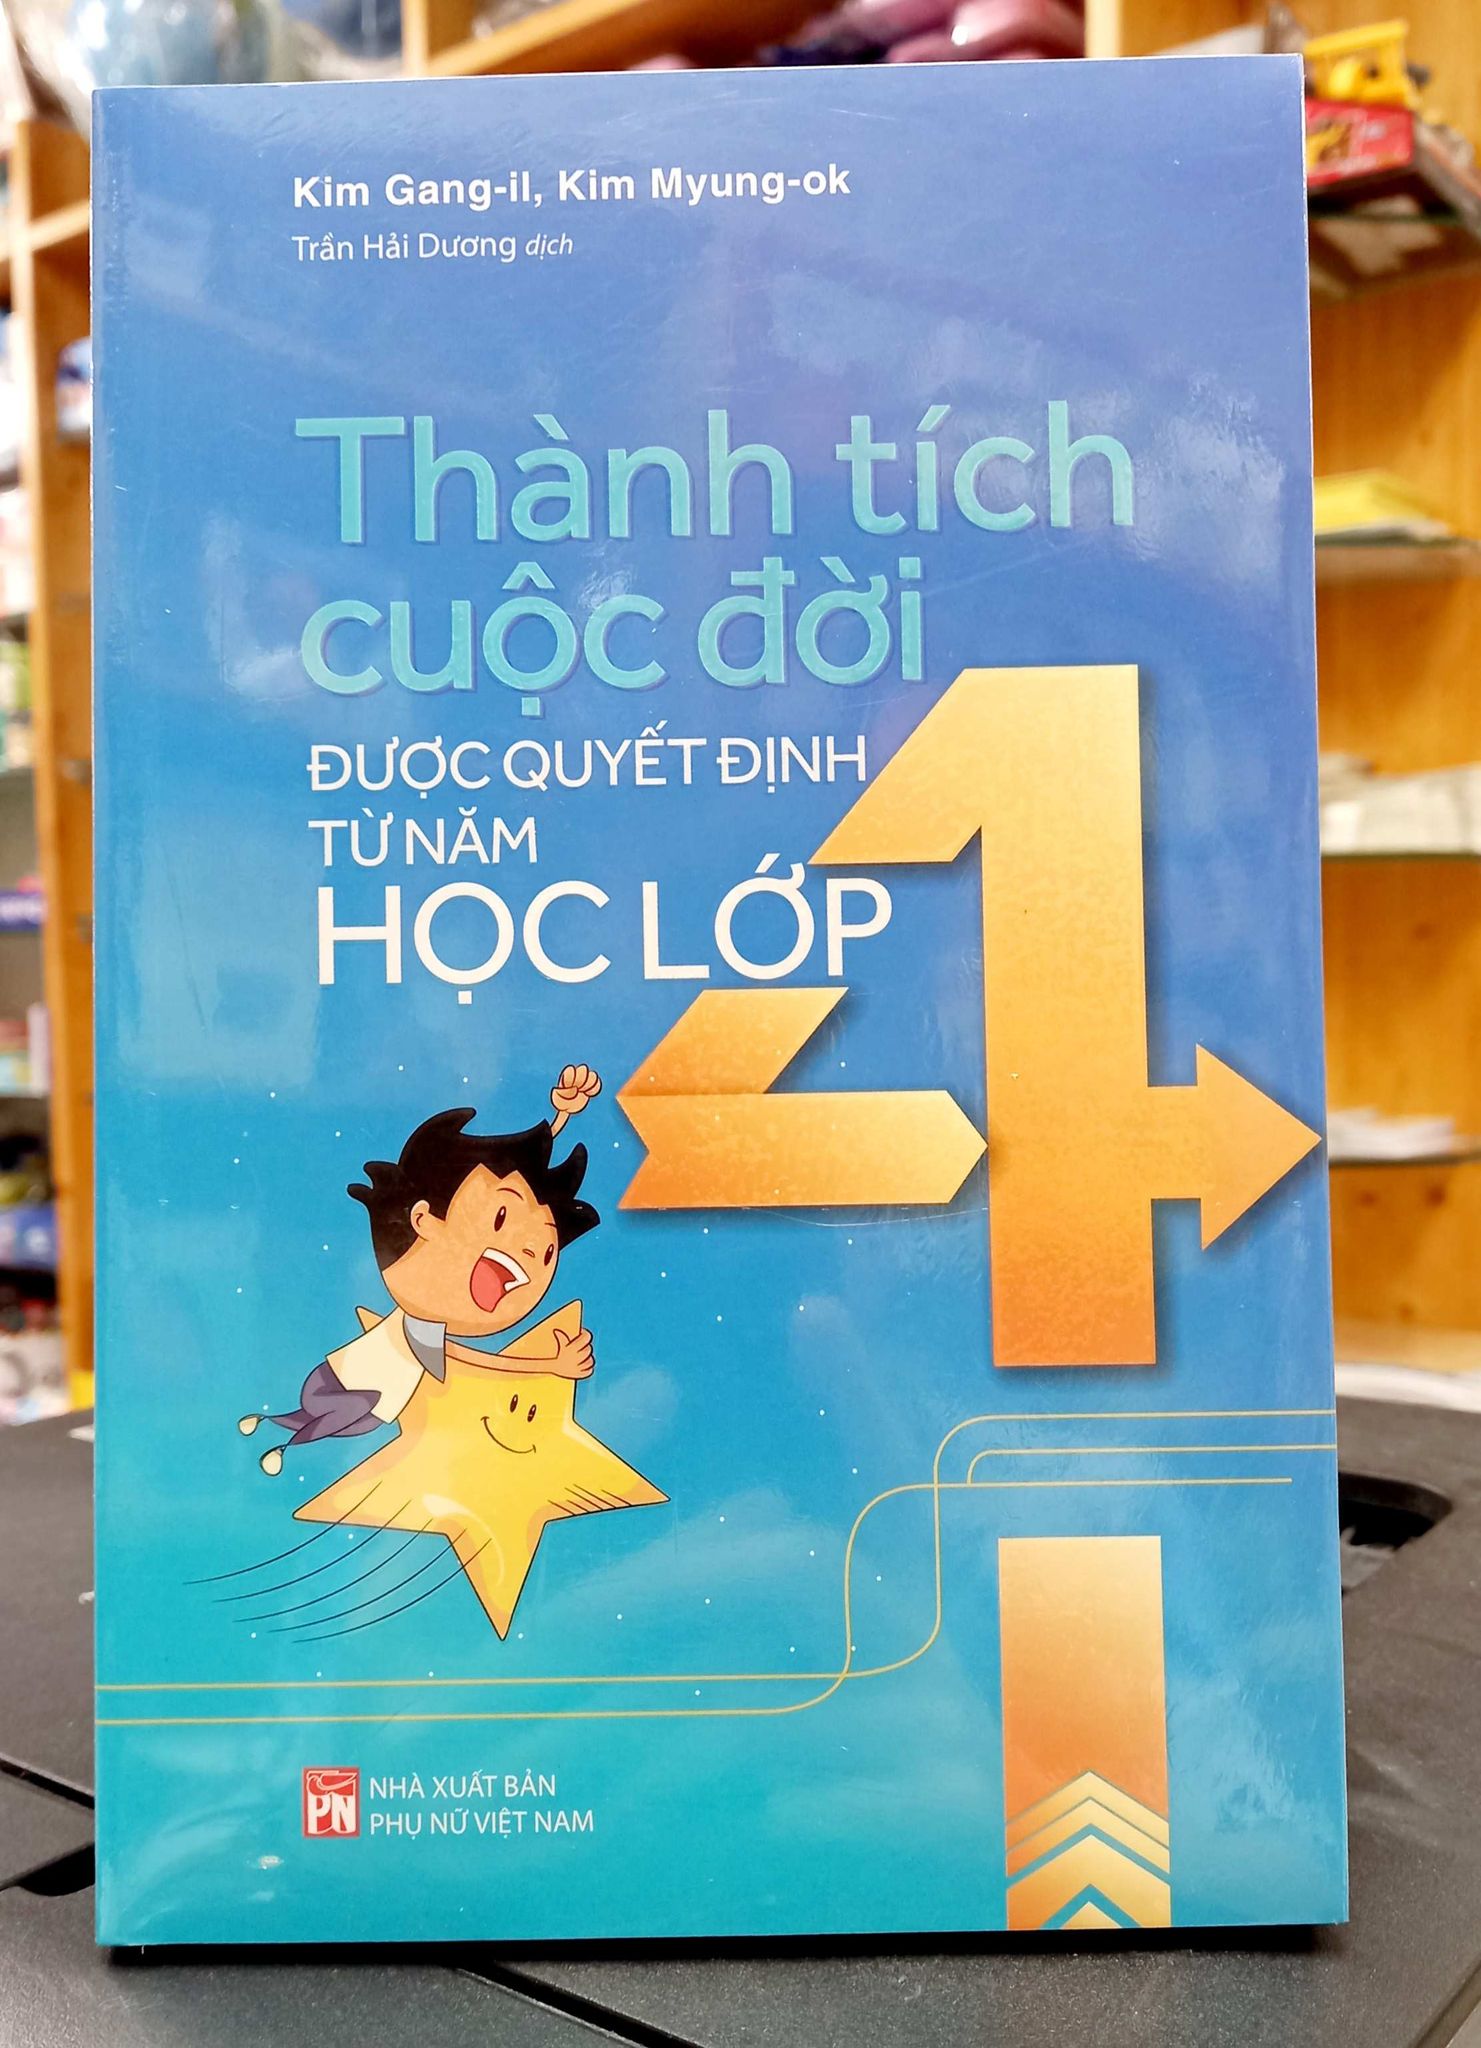 Kim Gang-il, Kim Myung-ok
Trần Hải Dương dịch
Thành tích
cuộc đời
ĐƯỢC QUYẾT ĐỊNH
TỪ NĂM
HỌC LỚP
4
PN NHÀ XUẤT BẢN
PHỤ NỮ VIỆT NAM